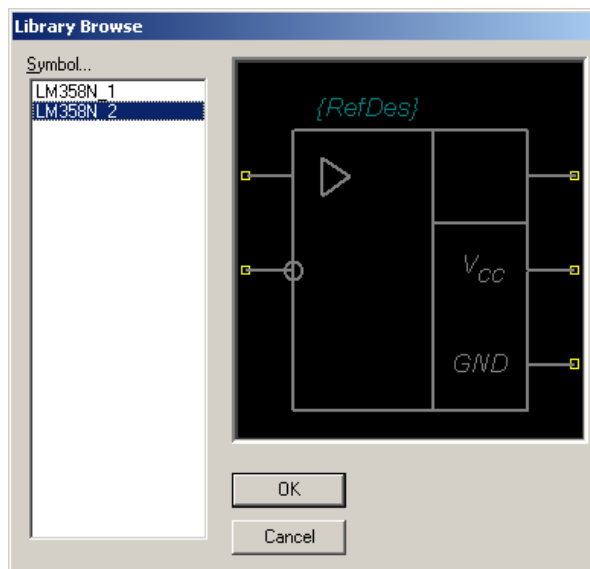 Library Browse
Symbol...
LM358N_1
LM358N_2
{RefDes}
VCC
GND
OK
Cancel